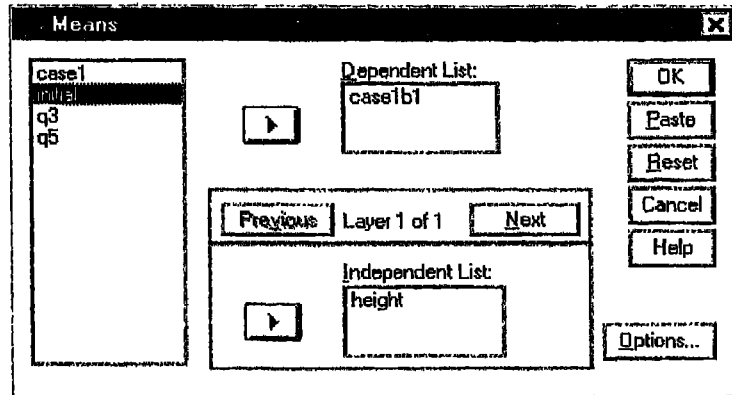 Means
case1
q3
q5
Dependent List:
case1b1
Previous
Layer 1 of 1
Next
Independent List:
height
OK
Paste
Reset
Cancel
Help
Options...